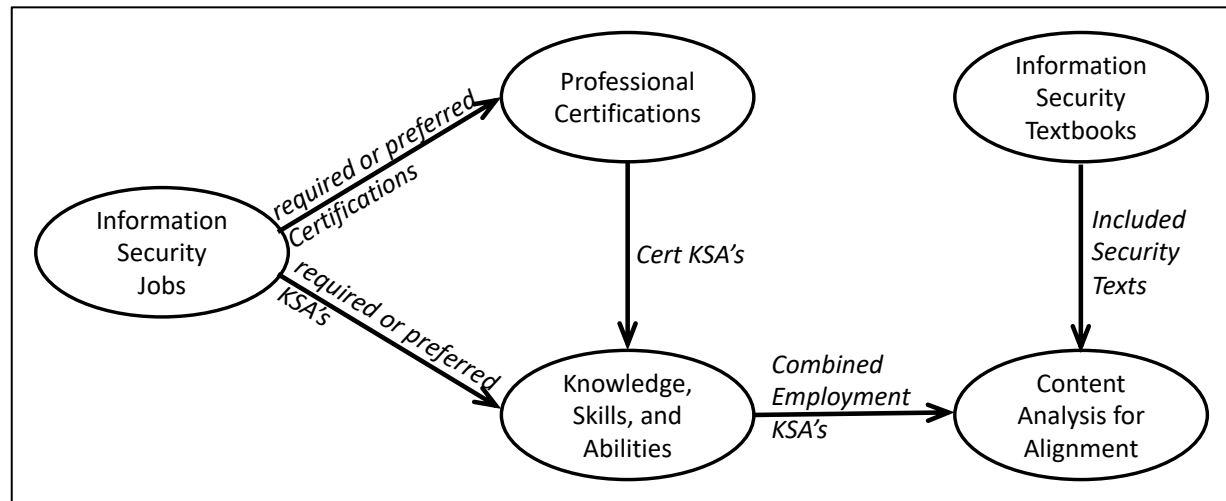 Professional
Certifications
Information
Security
Textbooks
required or preferred
Certifications
Information
Security
Jobs
Cert KSA's
Included
Security
Texts
required or preferred
KSA's
Knowledge,
Skills, and
Abilities
Combined
Employment
KSA's
Content
Analysis for
Alignment